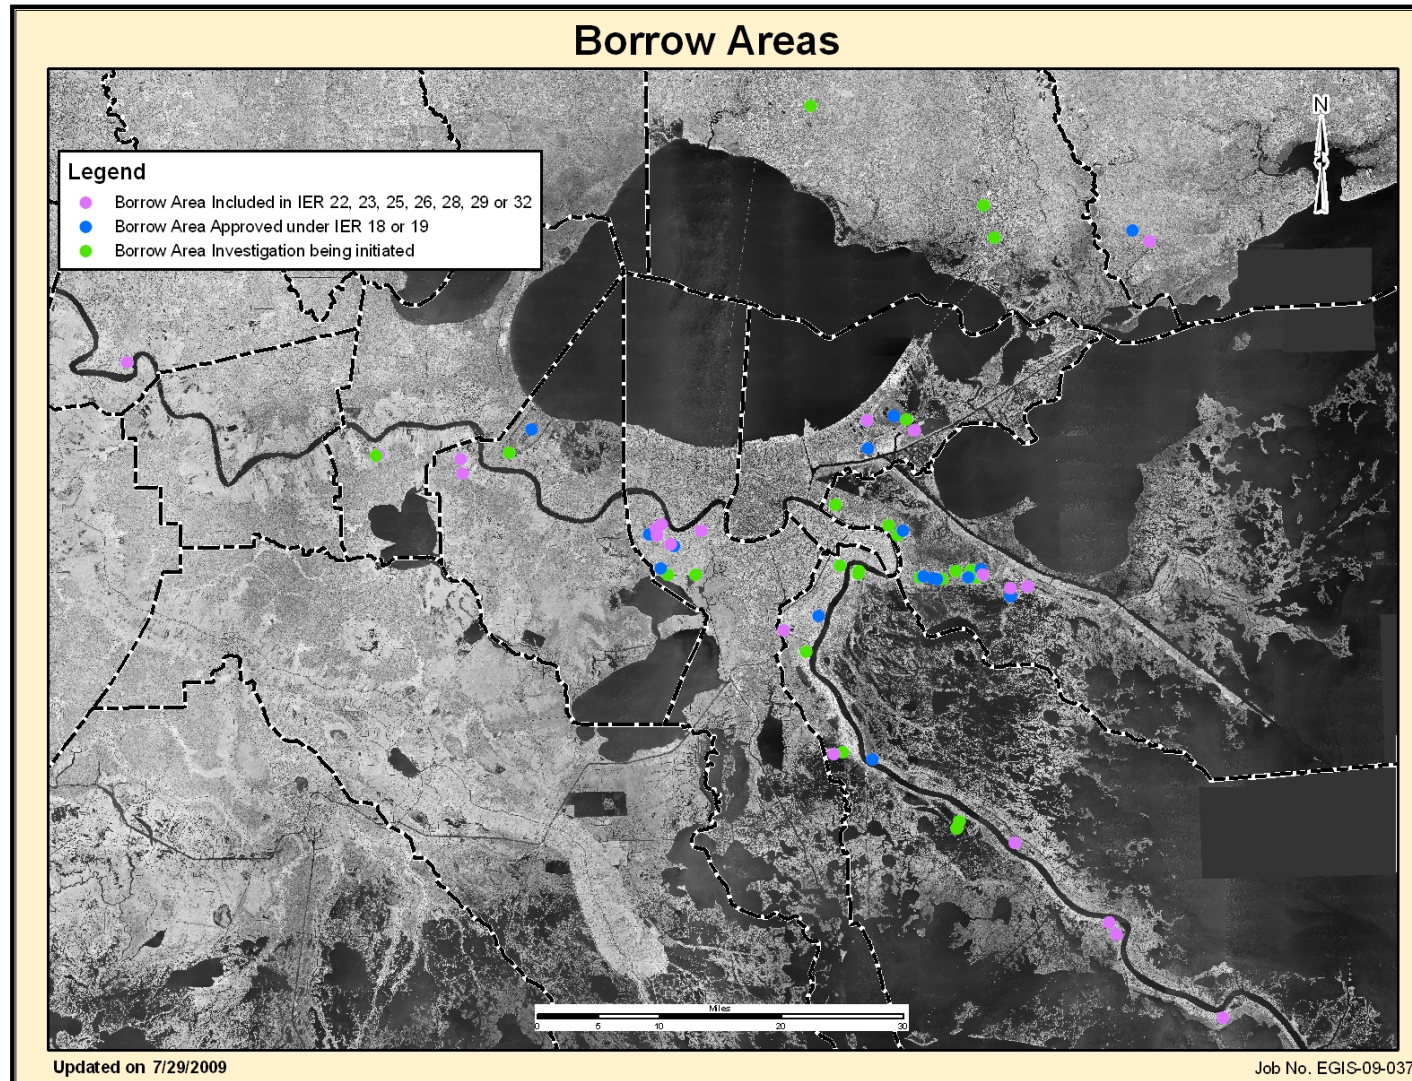 Borrow Areas
N
Legend
Borrow Area Included in IER 22, 23, 25, 26, 28, 29 or 32
Borrow Area Approved under IER 18 or 19
Borrow Area Investigation being initiated
Miles
0 5 10 20 30
Updated on 7/29/2009
Job No. EGIS-09-037